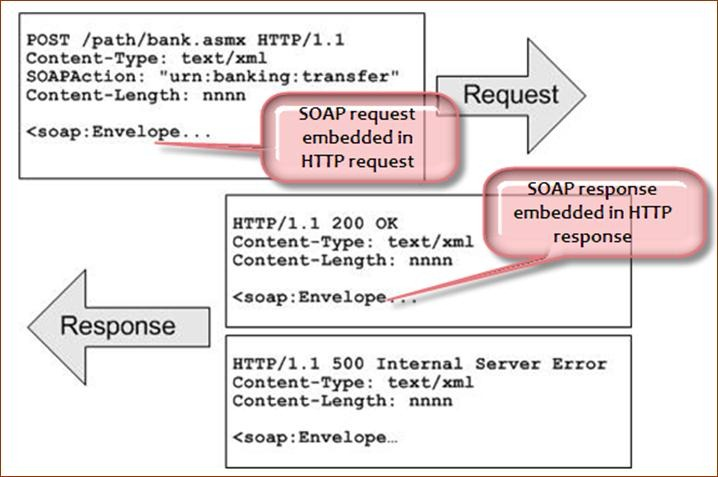 POST /path/bank.asmx HTTP/1.1
Content-Type: text/xml
SOAPAction: "urn:banking:transfer"
Content-Length: nnnn
<soap:Envelope...
SOAP request
embedded in
HTTP request
Request
SOAP response
embedded in HTTP
response
HTTP/1.1 200 OK
Content-Type: text/xml
Content-Length: nnnn
<soap:Envelope...
Response
HTTP/1.1 500 Internal Server Error
Content-Type: text/xml
Content-Length: nnnn
<soap:Envelope…